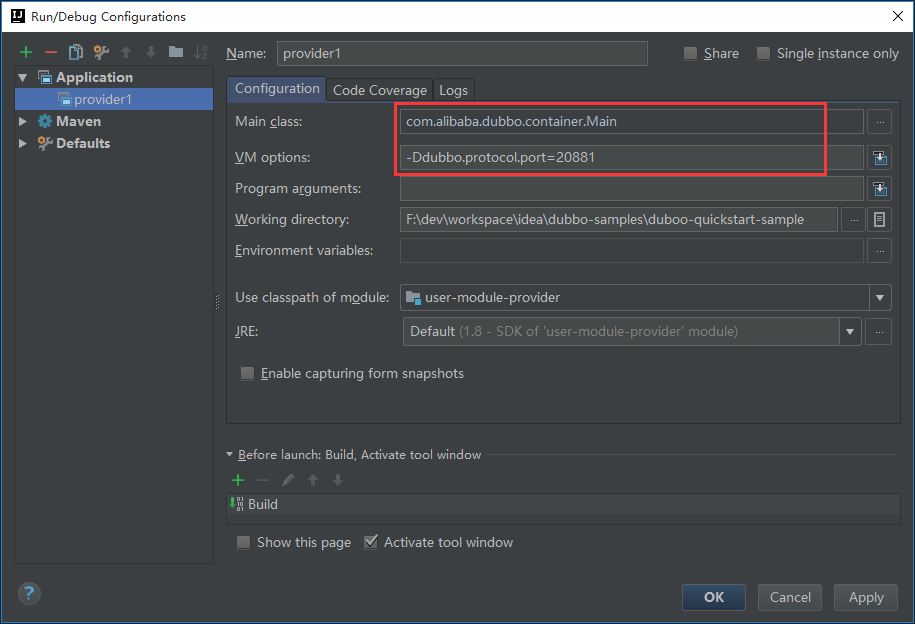 Run/Debug Configurations
Name: provider1 Share Single instance only
Application
provider1
Maven
Defaults
Configuration Code Coverage Logs
Main class: com.alibaba.dubbo.container.Main ...
VM options: -Ddubbo.protocol.port=20881
Program arguments:
Working directory: F:\dev\workspace\idea\dubbo-samples\duboo-quickstart-sample ...
Environment variables: ...
Use classpath of module: user-module-provider
JRE: Default (1.8 - SDK of 'user-module-provider' module) ...
Enable capturing form snapshots
Before launch: Build, Activate tool window
Build
Show this page Activate tool window
? OK Cancel Apply